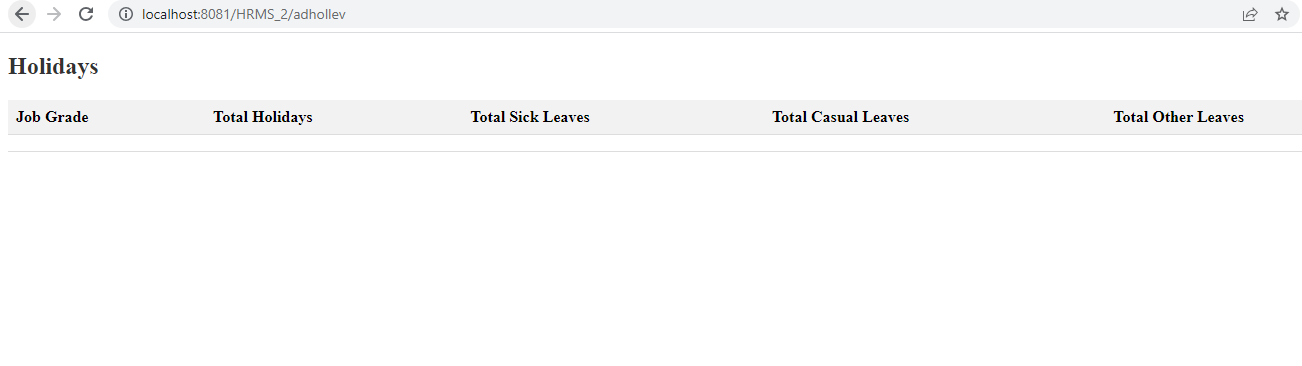 localhost:8081/HRMS_2/adhollev
Holidays
Job Grade Total Holidays Total Sick Leaves Total Casual Leaves Total Other Leaves